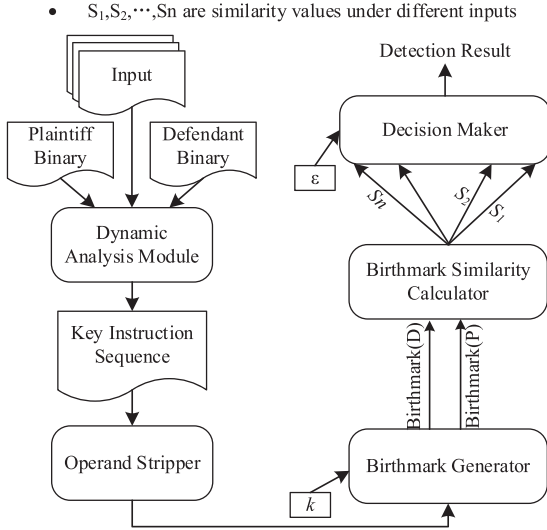 • S₁,S₂,⋯,Sn are similarity values under different inputs
Input
Plaintiff
Binary
Defendant
Binary
Dynamic
Analysis Module
Key Instruction
Sequence
Operand Stripper
k
Birthmark Generator
Birthmark(D)
Birthmark(P)
Birthmark Similarity
Calculator
Sn
S₂
S₁
ε
Decision Maker
Detection Result